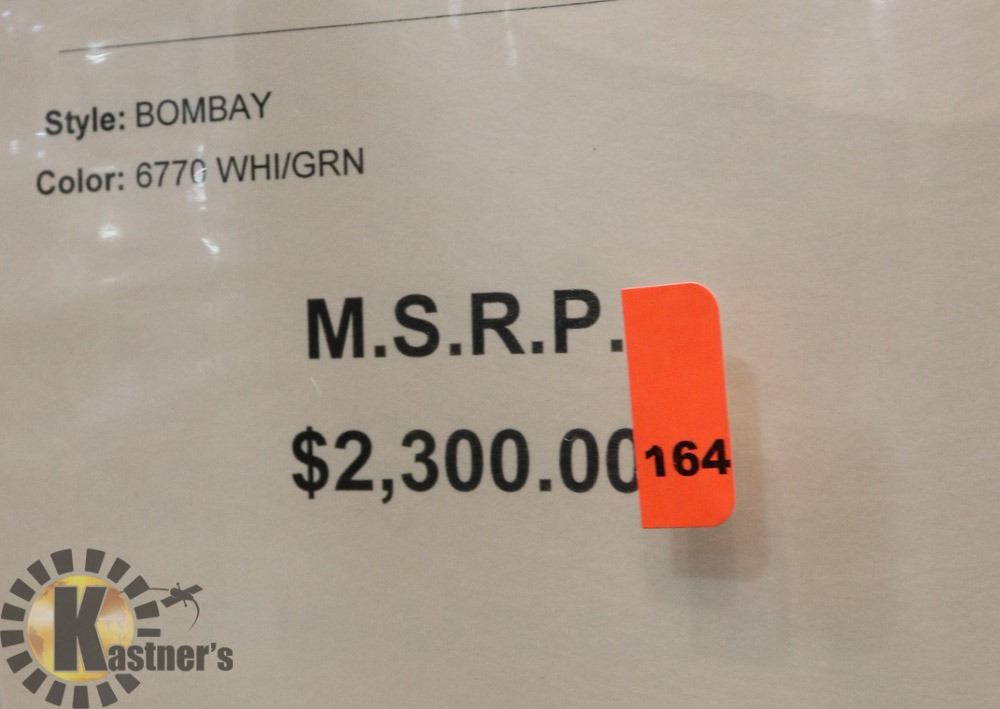 Style: BOMBAY
Color: 6770 WHI/GRN
M.S.R.P.
$2,300.00
164
Kastner's